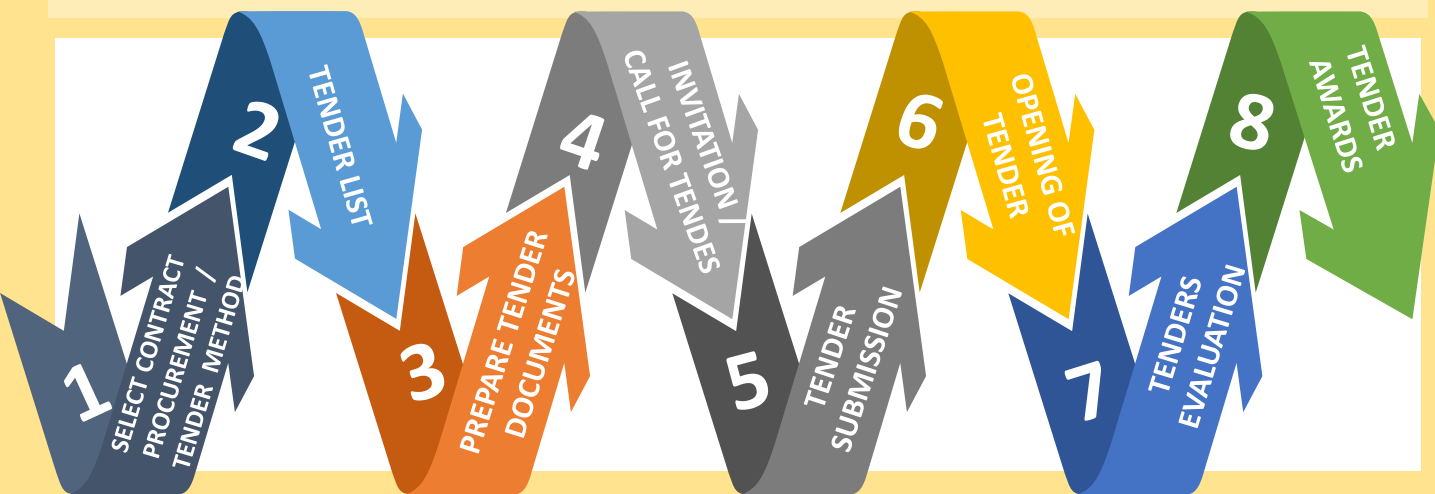 1
SELECT CONTRACT
PROCUREMENT /
TENDER METHOD
2
TENDER LIST
3
PREPARE TENDER
DOCUMENTS
4
INVITATION /
CALL FOR TENDES
5
TENDER
SUBMISSION
6
OPENING OF
TENDER
7
TENDERS
EVALUATION
8
TENDER
AWARDS